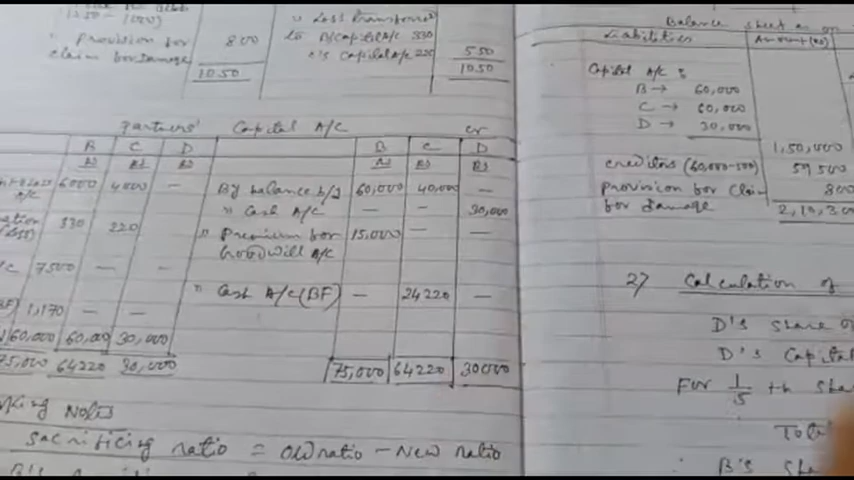 (250 - 1000)
" Provision for 800
claim for Damage
1050
" Loss transferred
to B/Capital A/c 330
C's Capital A/c 220 550
1050
Partners' Capital A/C cr
B C D B C D
RS RS RS RS RS RS
A/c 6000 4000 — By balance b/d 60,000 40,000 —
" Cash A/C — — 30,000
(Loss) 330 220
" Premium for 15,000 — —
Goodwill A/c
A/C 7500 — —
" Cash A/c (BF) — 24220 —
(BF) 1,170 — —
60,000 60,000 30,000
75,000 64220 30,000 75,000 64220 30000
Notes
Sacrificing ratio = Old ratio - New ratio
Balance sheet as on
Liabilities Amount (RS)
Capital A/c :
B → 60,000
C → 60,000
D → 30,000
1,50,000
creditors (60,000-500) 59500
provision for claim 800
for damage
2,10,300
2) Calculation of
D's share of
D's Capital
For 1/5 th share
B's